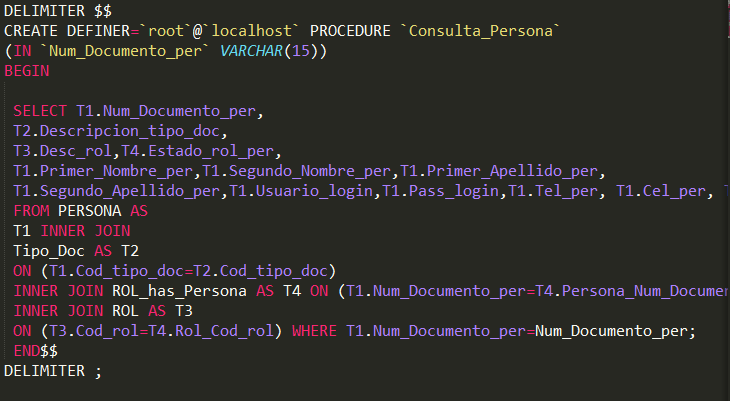 DELIMITER $$
CREATE DEFINER=`root`@`localhost` PROCEDURE `Consulta_Persona`
(IN `Num_Documento_per` VARCHAR(15))
BEGIN
SELECT T1.Num_Documento_per,
T2.Descripcion_tipo_doc,
T3.Desc_rol,T4.Estado_rol_per,
T1.Primer_Nombre_per,T1.Segundo_Nombre_per,T1.Primer_Apellido_per,
T1.Segundo_Apellido_per,T1.Usuario_login,T1.Pass_login,T1.Tel_per, T1.Cel_per,
FROM PERSONA AS
T1 INNER JOIN
Tipo_Doc AS T2
ON (T1.Cod_tipo_doc=T2.Cod_tipo_doc)
INNER JOIN ROL_has_Persona AS T4 ON (T1.Num_Documento_per=T4.Persona_Num_Documen
INNER JOIN ROL AS T3
ON (T3.Cod_rol=T4.Rol_Cod_rol) WHERE T1.Num_Documento_per=Num_Documento_per;
END$$
DELIMITER ;